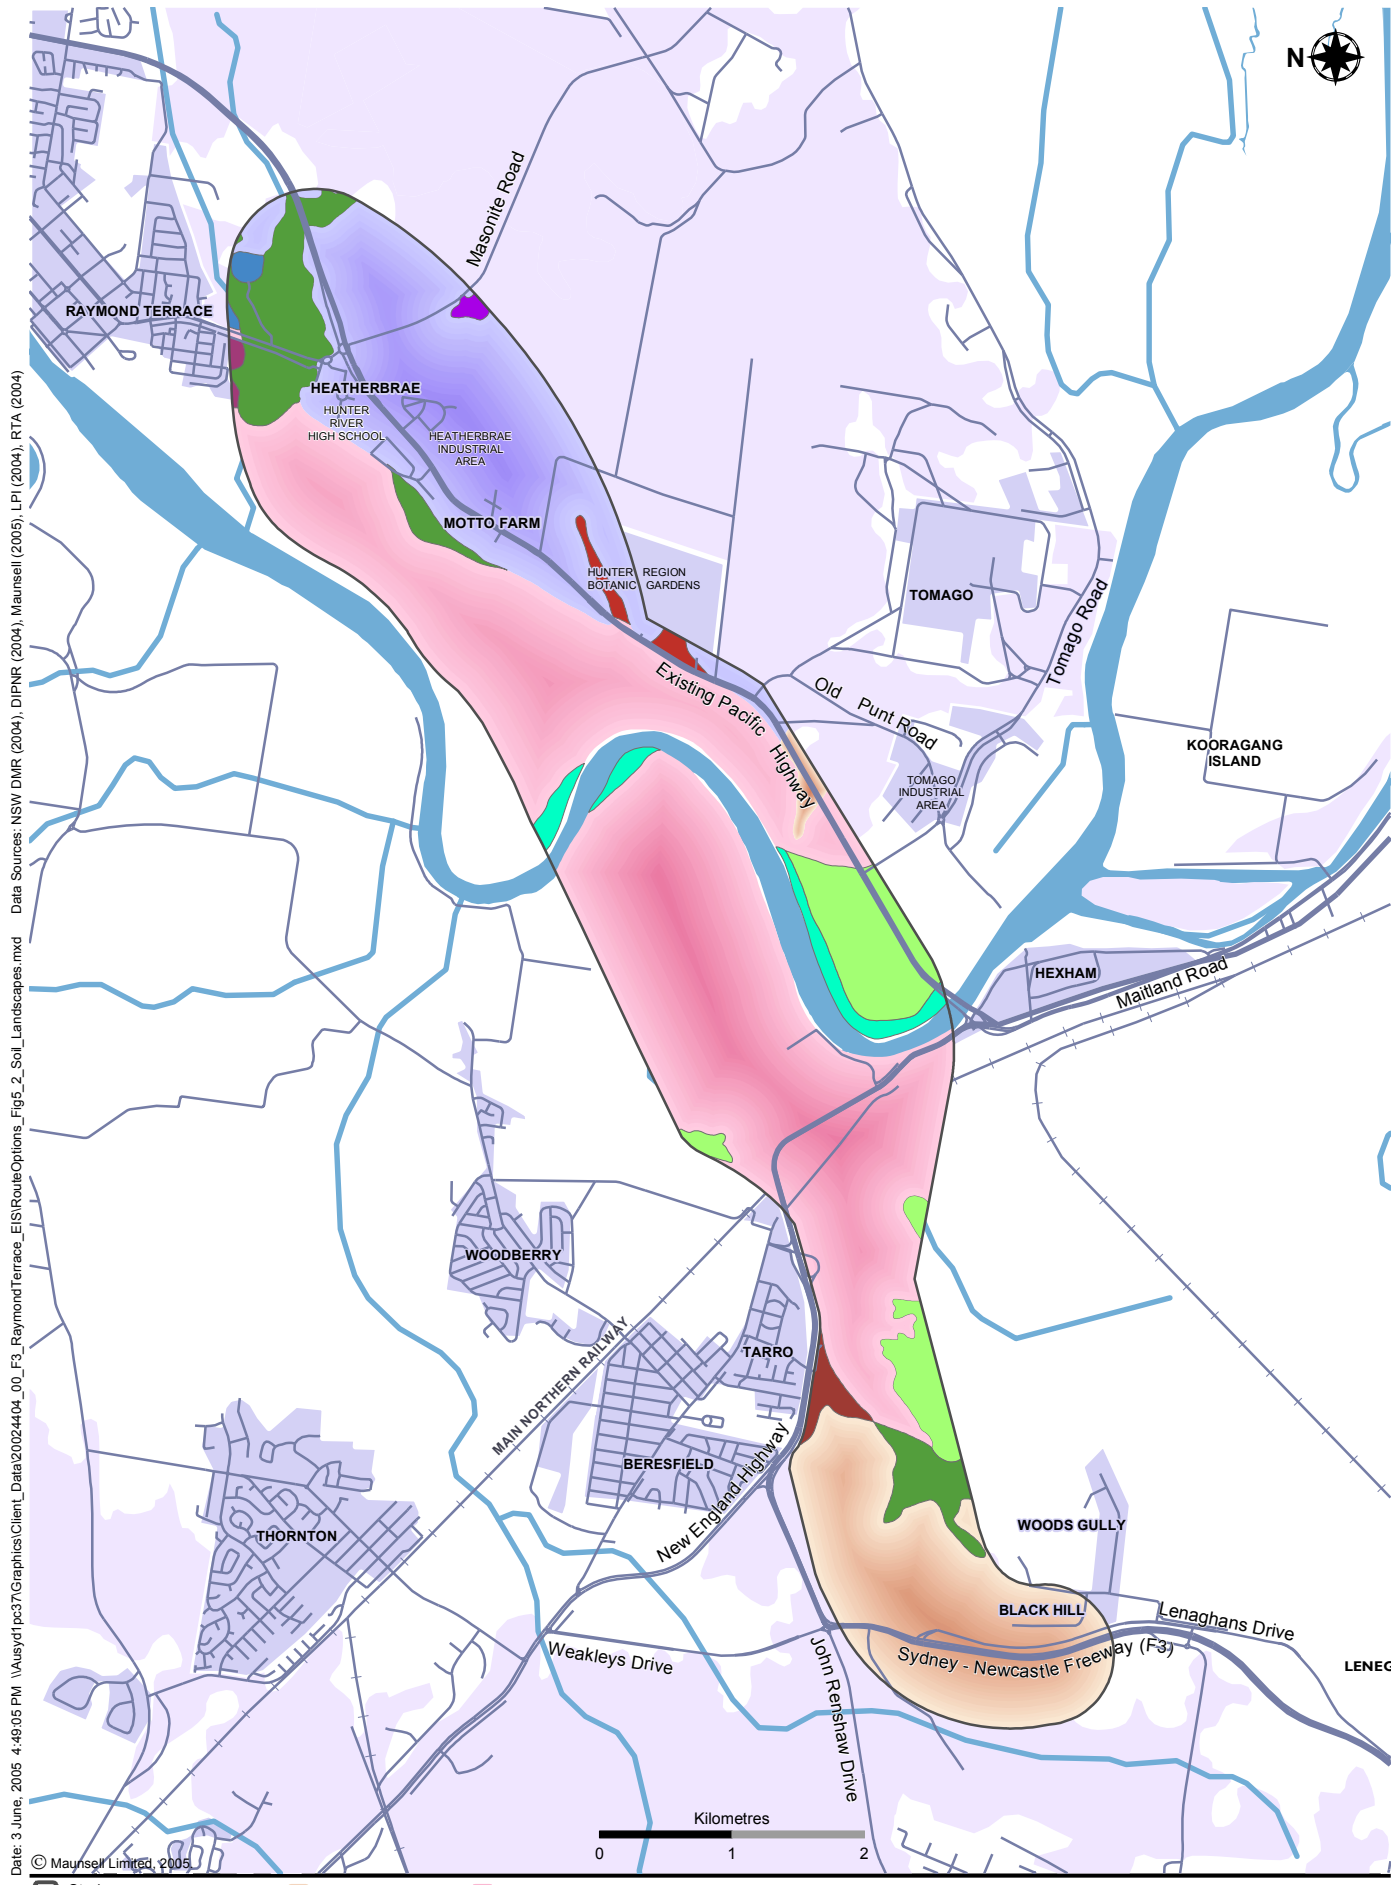 N
Masonite Road
RAYMOND TERRACE
HEATHERBRAE
HUNTER
RIVER
HIGH SCHOOL
HEATHERBRAE
INDUSTRIAL
AREA
MOTTO FARM
HUNTER REGION
BOTANIC GARDENS
TOMAGO
Tomago Road
Existing Pacific Highway
Old Punt Road
KOORAGANG
ISLAND
TOMAGO
INDUSTRIAL
AREA
HEXHAM
Maitland Road
WOODBERRY
MAIN NORTHERN RAILWAY
TARRO
BERESFIELD
New England Highway
THORNTON
WOODS GULLY
BLACK HILL
Lenaghans Drive
Sydney - Newcastle Freeway (F3)
LENEG
Weakleys Drive
John Renshaw Drive
Kilometres
0 1 2
© Maunsell Limited, 2005
Date: 3 June, 2005 4:49:05 PM \\Ausyd1pc37\Graphics\Client_Data\20024404_00_F3_RaymondTerrace_EIS\RouteOptions_Fig5_2_Soil_Landscapes.mxd Data Sources: NSW DMR (2004), DIPNR (2004), Maunsell (2005), LPI (2004), RTA (2004)